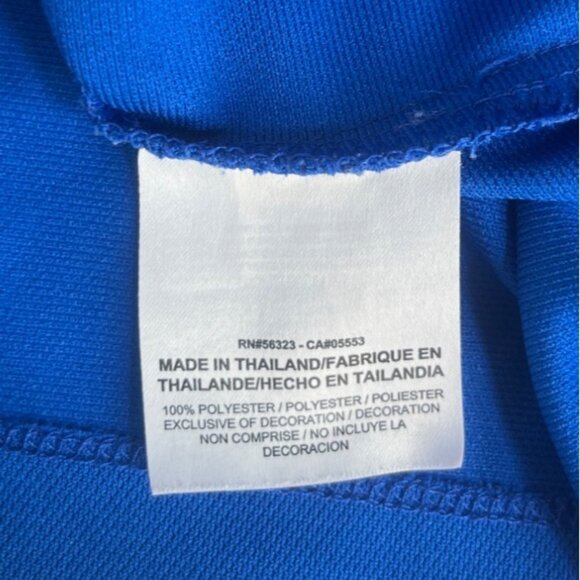 RN#56323 - CA#05553
MADE IN THAILAND/FABRIQUE EN
THAILANDE/HECHO EN TAILANDIA
100% POLYESTER / POLYESTER / POLIESTER
EXCLUSIVE OF DECORATION / DECORATION
NON COMPRISE / NO INCLUYE LA
DECORACION